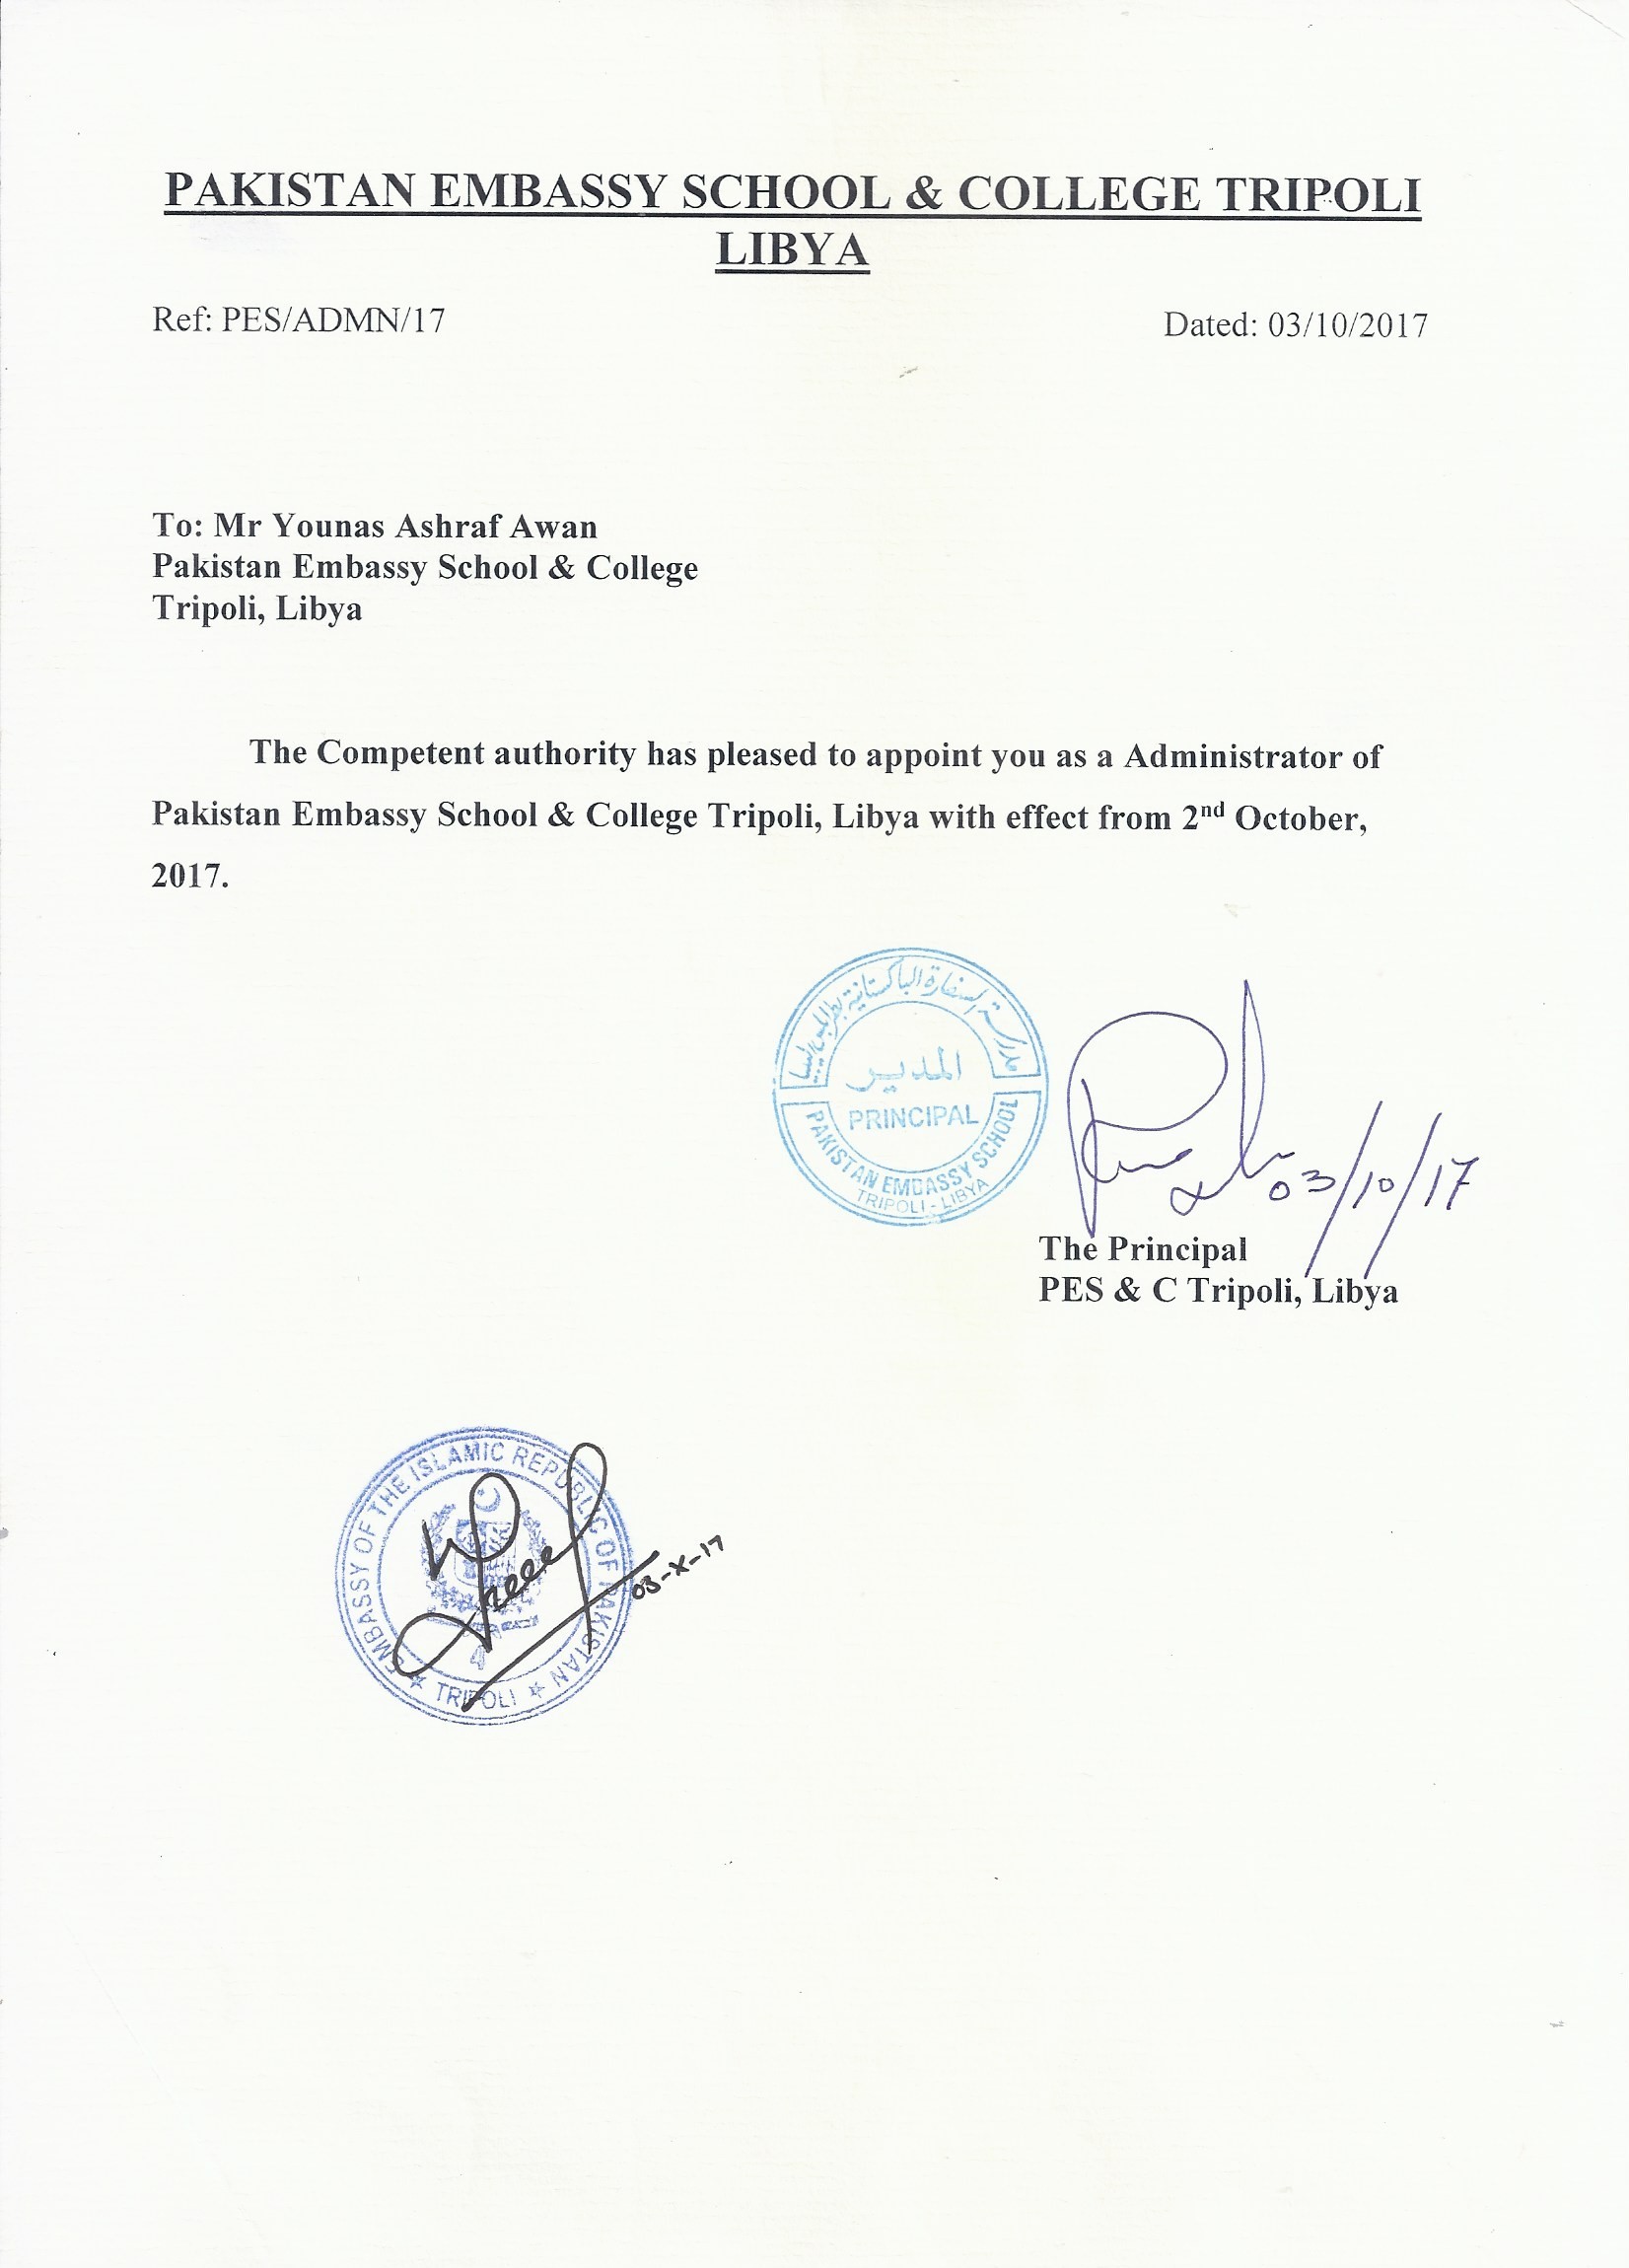 PAKISTAN EMBASSY SCHOOL & COLLEGE TRIPOLI
LIBYA
Ref: PES/ADMN/17
Dated: 03/10/2017
To: Mr Younas Ashraf Awan
Pakistan Embassy School & College
Tripoli, Libya
The Competent authority has pleased to appoint you as a Administrator of
Pakistan Embassy School & College Tripoli, Libya with effect from 2nd October,
2017.
مدرسة السفارة الباكستانية بطرابلس ليبيا
المدير
PRINCIPAL
PAKISTAN EMBASSY SCHOOL
TRIPOLI - LIBYA
03/10/17
The Principal
PES & C Tripoli, Libya
EMBASSY OF THE ISLAMIC REPUBLIC OF PAKISTAN
03-X-17
4
TRIPOLI